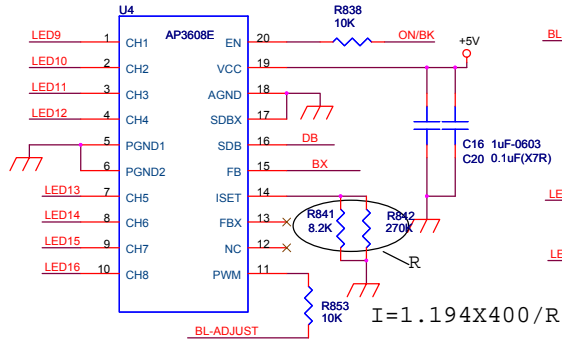 U4
AP3608E
R838
10K
ON/BK
+5V
BL
LED9 1 CH1 EN 20
LED10 2 CH2 VCC 19
LED11 3 CH3 AGND 18
LED12 4 CH4 SDBX 17
5 PGND1 SDB 16 DB
6 PGND2 FB 15 BX
LED13 7 CH5 ISET 14
LED14 8 CH6 FBX 13
LED15 9 CH7 NC 12
LED16 10 CH8 PWM 11
C16 1uF-0603
C20 0.1uF(X7R)
R841
8.2K
R842
270K
R
LE
LE
R853
10K
BL-ADJUST
I=1.194X400/R